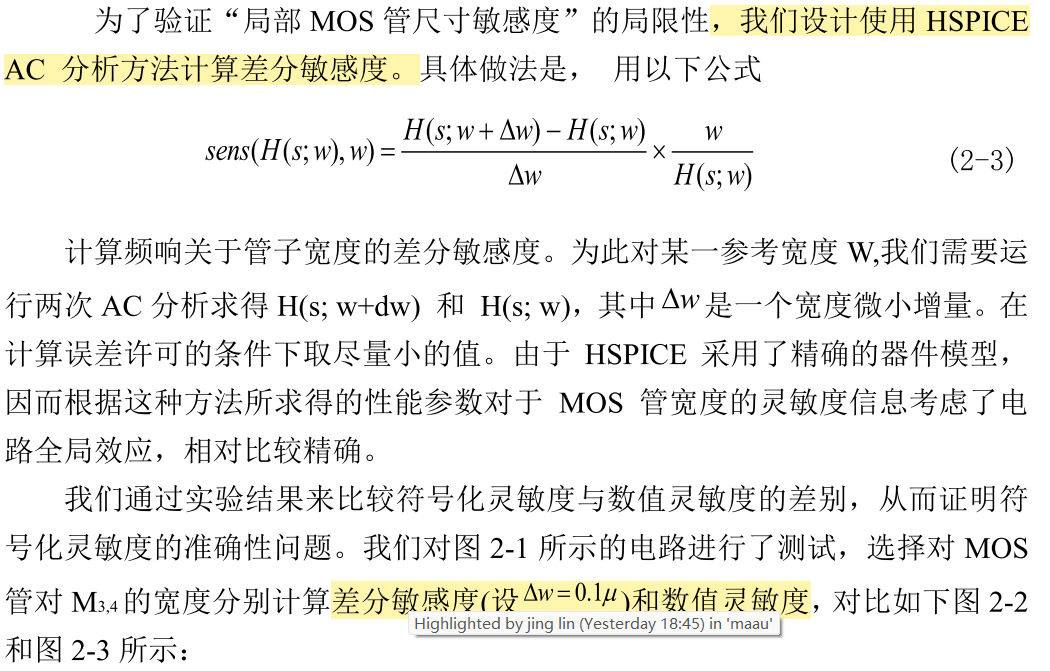 为了验证“局部 MOS 管尺寸敏感度”的局限性，我们设计使用 HSPICE
AC 分析方法计算差分敏感度。具体做法是， 用以下公式
sens(H(s;w),w) = \frac{H(s;w+Δw)−H(s;w)}{Δw} × \frac{w}{H(s;w)} （2-3）
计算频响关于管子宽度的差分敏感度。为此对某一参考宽度 W,我们需要运
行两次 AC 分析求得 H(s; w+dw) 和 H(s; w)，其中 Δw 是一个宽度微小增量。在
计算误差许可的条件下取尽量小的值。由于 HSPICE 采用了精确的器件模型，
因而根据这种方法所求得的性能参数对于 MOS 管宽度的灵敏度信息考虑了电
路全局效应，相对比较精确。
我们通过实验结果来比较符号化灵敏度与数值灵敏度的差别，从而证明符
号化灵敏度的准确性问题。我们对图 2-1 所示的电路进行了测试，选择对 MOS
管对 M3,4 的宽度分别计算差分敏感度(设 Δw=0.1μ )和数值灵敏度，对比如下图 2-2
Highlighted by jing lin (Yesterday 18:45) in 'maau'
和图 2-3 所示：